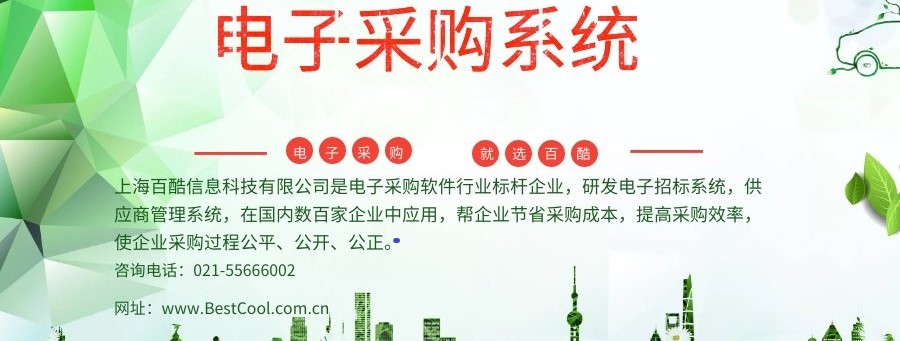 电子采购系统
电子采购 就选百酷
上海百酷信息科技有限公司是电子采购软件行业标杆企业，研发电子招标系统，供
应商管理系统，在国内数百家企业中应用，帮企业节省采购成本，提高采购效率，
使企业采购过程公平、公开、公正。
咨询电话：021-55666002
网址：www.BestCool.com.cn